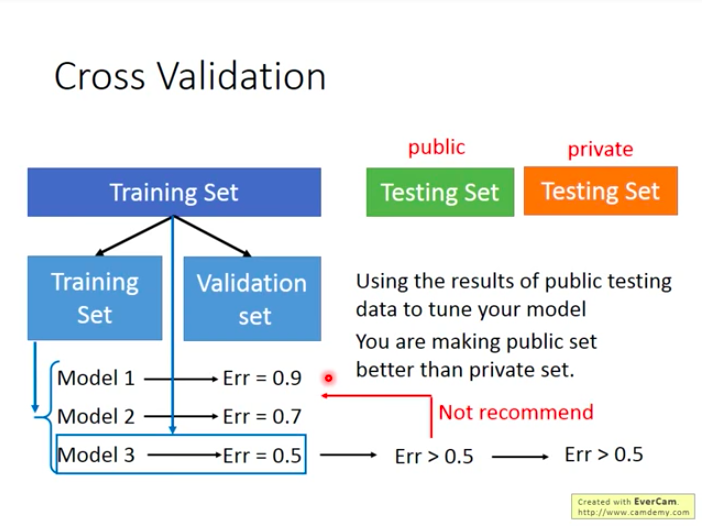 Cross Validation
public
private
Training Set
Testing Set
Testing Set
Training
Set
Validation
set
Using the results of public testing
data to tune your model
You are making public set
better than private set.
Model 1
Err = 0.9
Model 2
Err = 0.7
Not recommend
Model 3
Err = 0.5
Err > 0.5
Err > 0.5
Created with EverCam.
http://www.camdemy.com